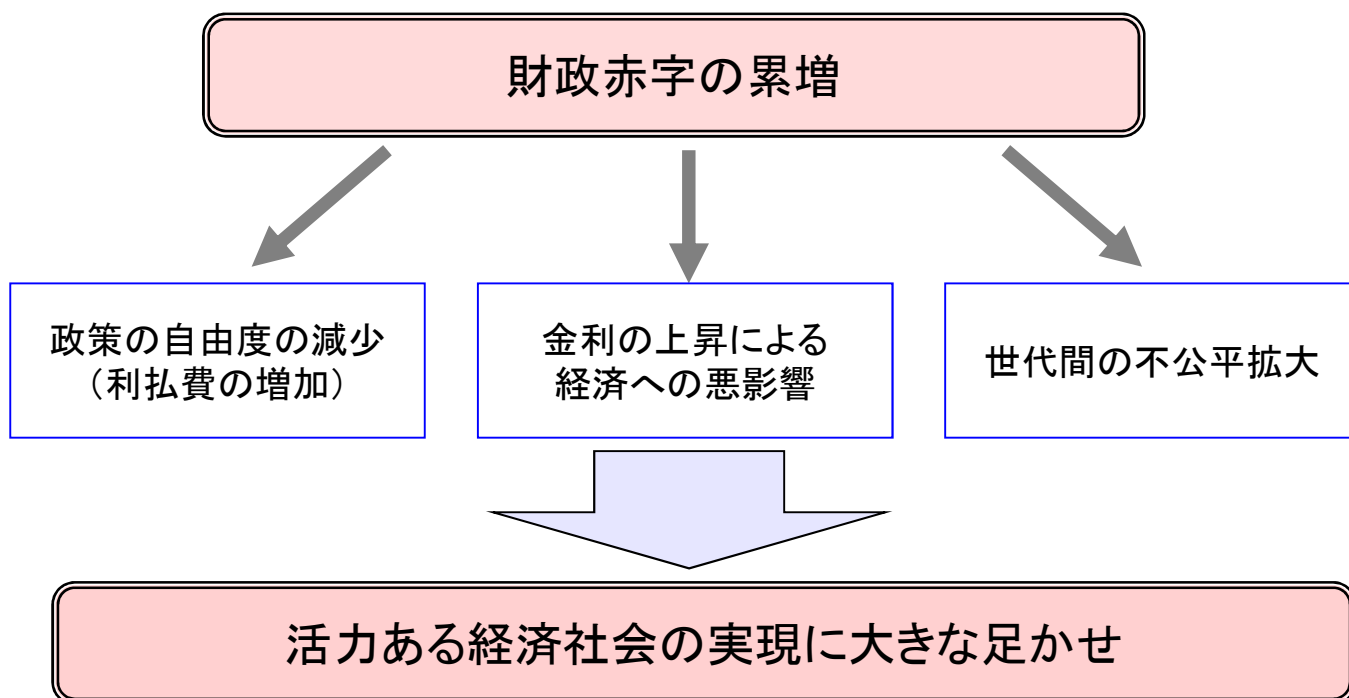 財政赤字の累増
政策の自由度の減少
（利払費の増加）
金利の上昇による
経済への悪影響
世代間の不公平拡大
活力ある経済社会の実現に大きな足かせ